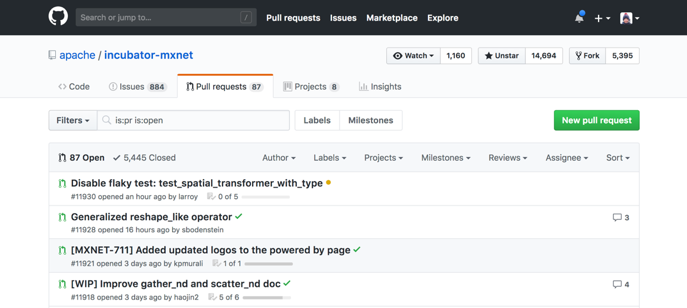 Search or jump to...
/
Pull requests
Issues
Marketplace
Explore
apache / incubator-mxnet
Watch
1,160
Unstar
14,694
Fork
5,395
Code
Issues 884
Pull requests 87
Projects 8
Insights
Filters
is:pr is:open
Labels
Milestones
New pull request
87 Open
5,445 Closed
Author
Labels
Projects
Milestones
Reviews
Assignee
Sort
Disable flaky test: test_spatial_transformer_with_type
#11930 opened an hour ago by larroy
0 of 5
Generalized reshape_like operator
3
#11928 opened 16 hours ago by sbodenstein
[MXNET-711] Added updated logos to the powered by page
#11921 opened 3 days ago by kpmurali
1 of 1
[WIP] Improve gather_nd and scatter_nd doc
4
#11918 opened 3 days ago by haojin2
5 of 6